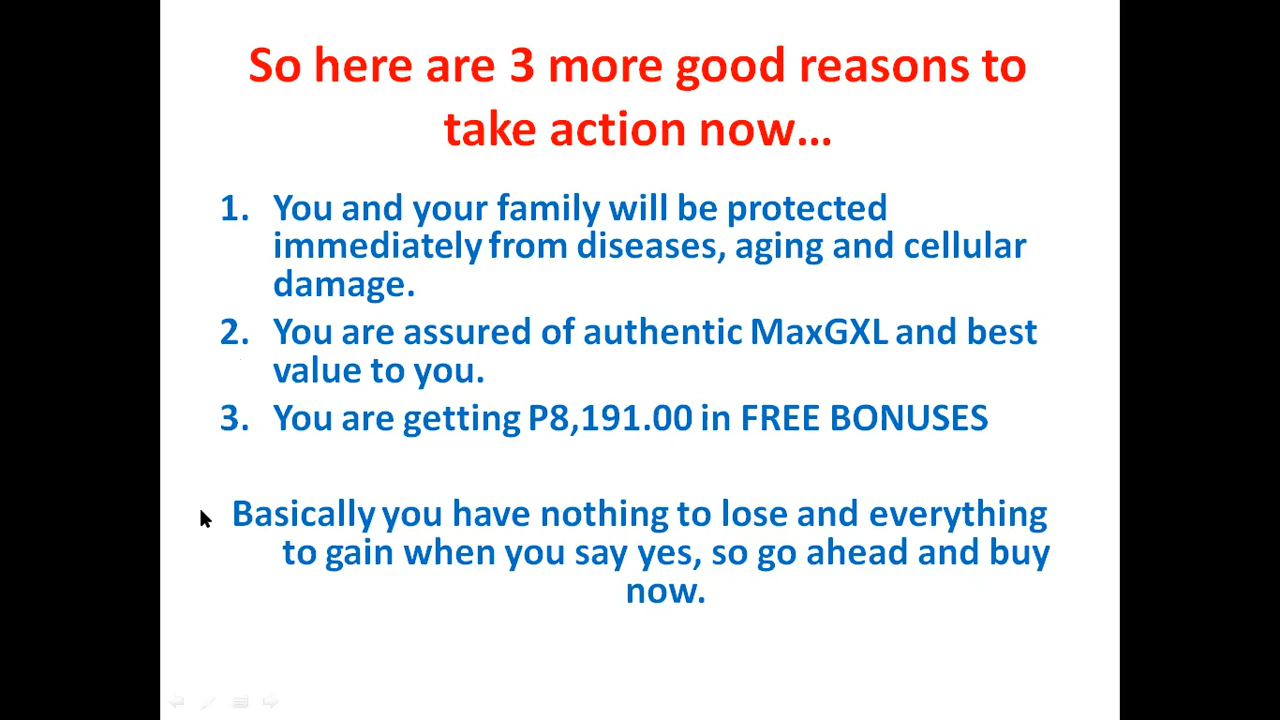 So here are 3 more good reasons to
take action now...
1. You and your family will be protected
immediately from diseases, aging and cellular
damage.
2. You are assured of authentic MaxGXL and best
value to you.
3. You are getting P8,191.00 in FREE BONUSES
Basically you have nothing to lose and everything
to gain when you say yes, so go ahead and buy
now.